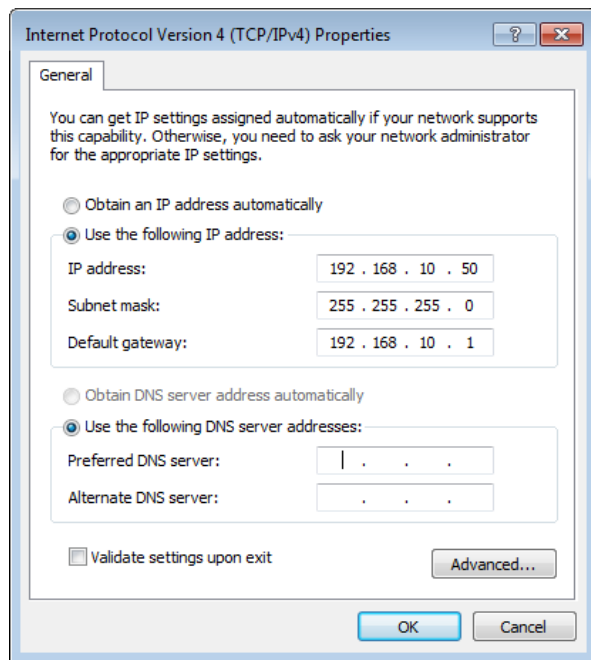 Internet Protocol Version 4 (TCP/IPv4) Properties
General
You can get IP settings assigned automatically if your network supports
this capability. Otherwise, you need to ask your network administrator
for the appropriate IP settings.
Obtain an IP address automatically
Use the following IP address:
IP address: 192 . 168 . 10 . 50
Subnet mask: 255 . 255 . 255 . 0
Default gateway: 192 . 168 . 10 . 1
Obtain DNS server address automatically
Use the following DNS server addresses:
Preferred DNS server: . . .
Alternate DNS server: . . .
Validate settings upon exit
Advanced...
OK Cancel